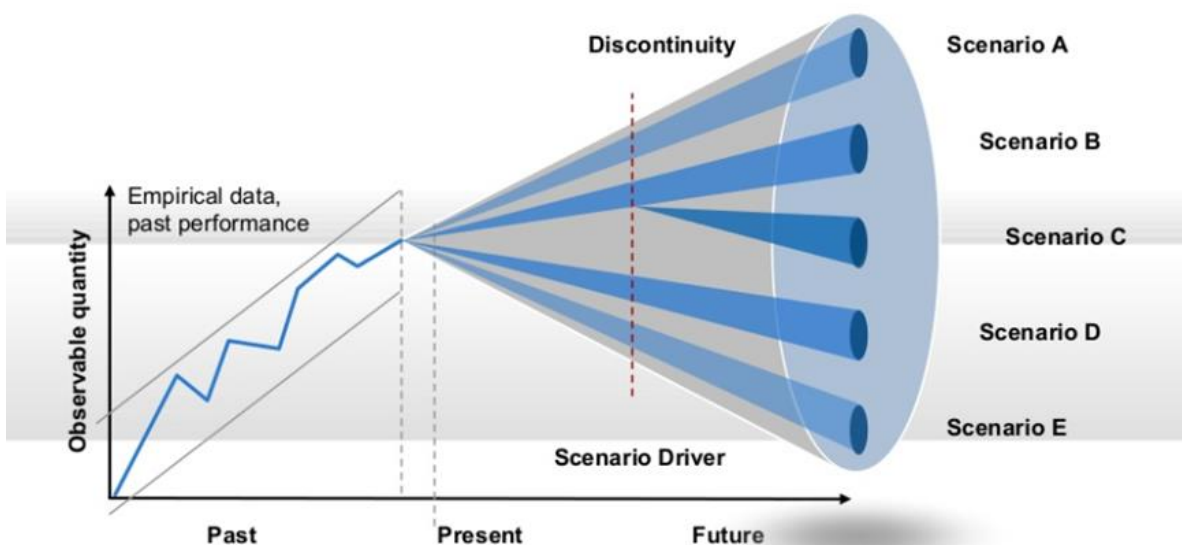 Discontinuity
Scenario A
Scenario B
Empirical data,
past performance
Scenario C
Observable quantity
Scenario D
Scenario E
Scenario Driver
Past
Present
Future